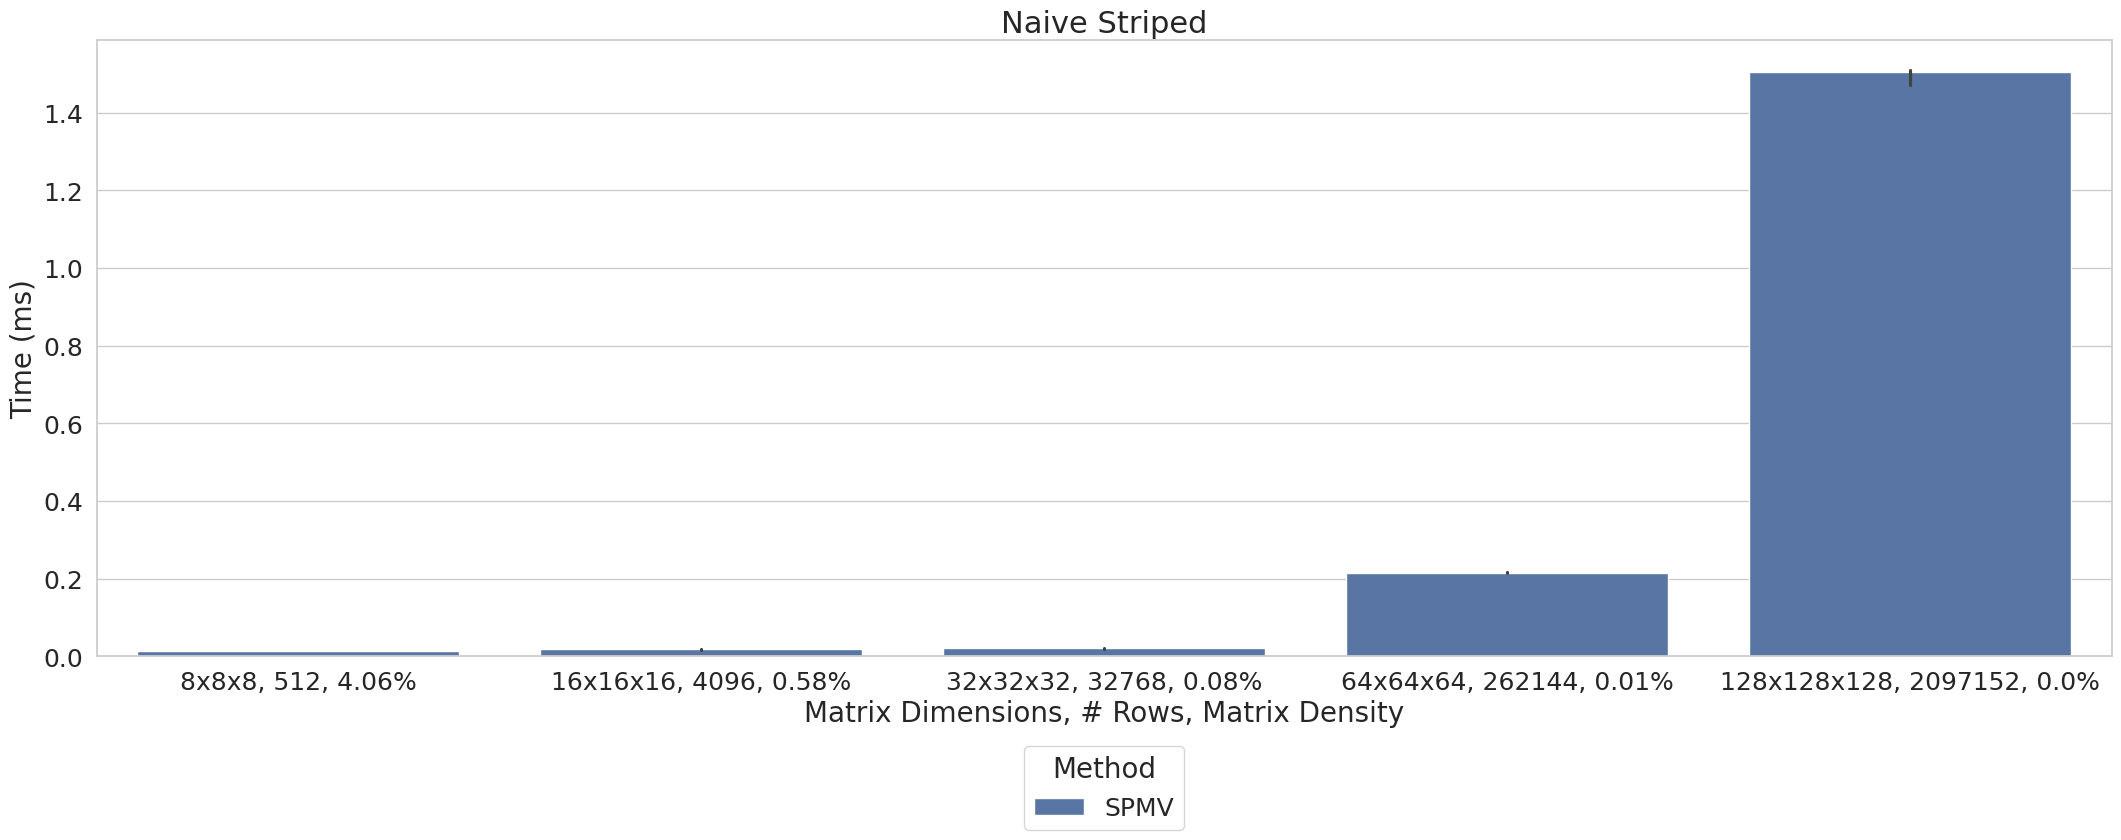 Naive Striped
Time (ms)
1.4
1.2
1.0
0.8
0.6
0.4
0.2
0.0
8x8x8, 512, 4.06% 16x16x16, 4096, 0.58% 32x32x32, 32768, 0.08% 64x64x64, 262144, 0.01% 128x128x128, 2097152, 0.0%
Matrix Dimensions, # Rows, Matrix Density
Method
SPMV